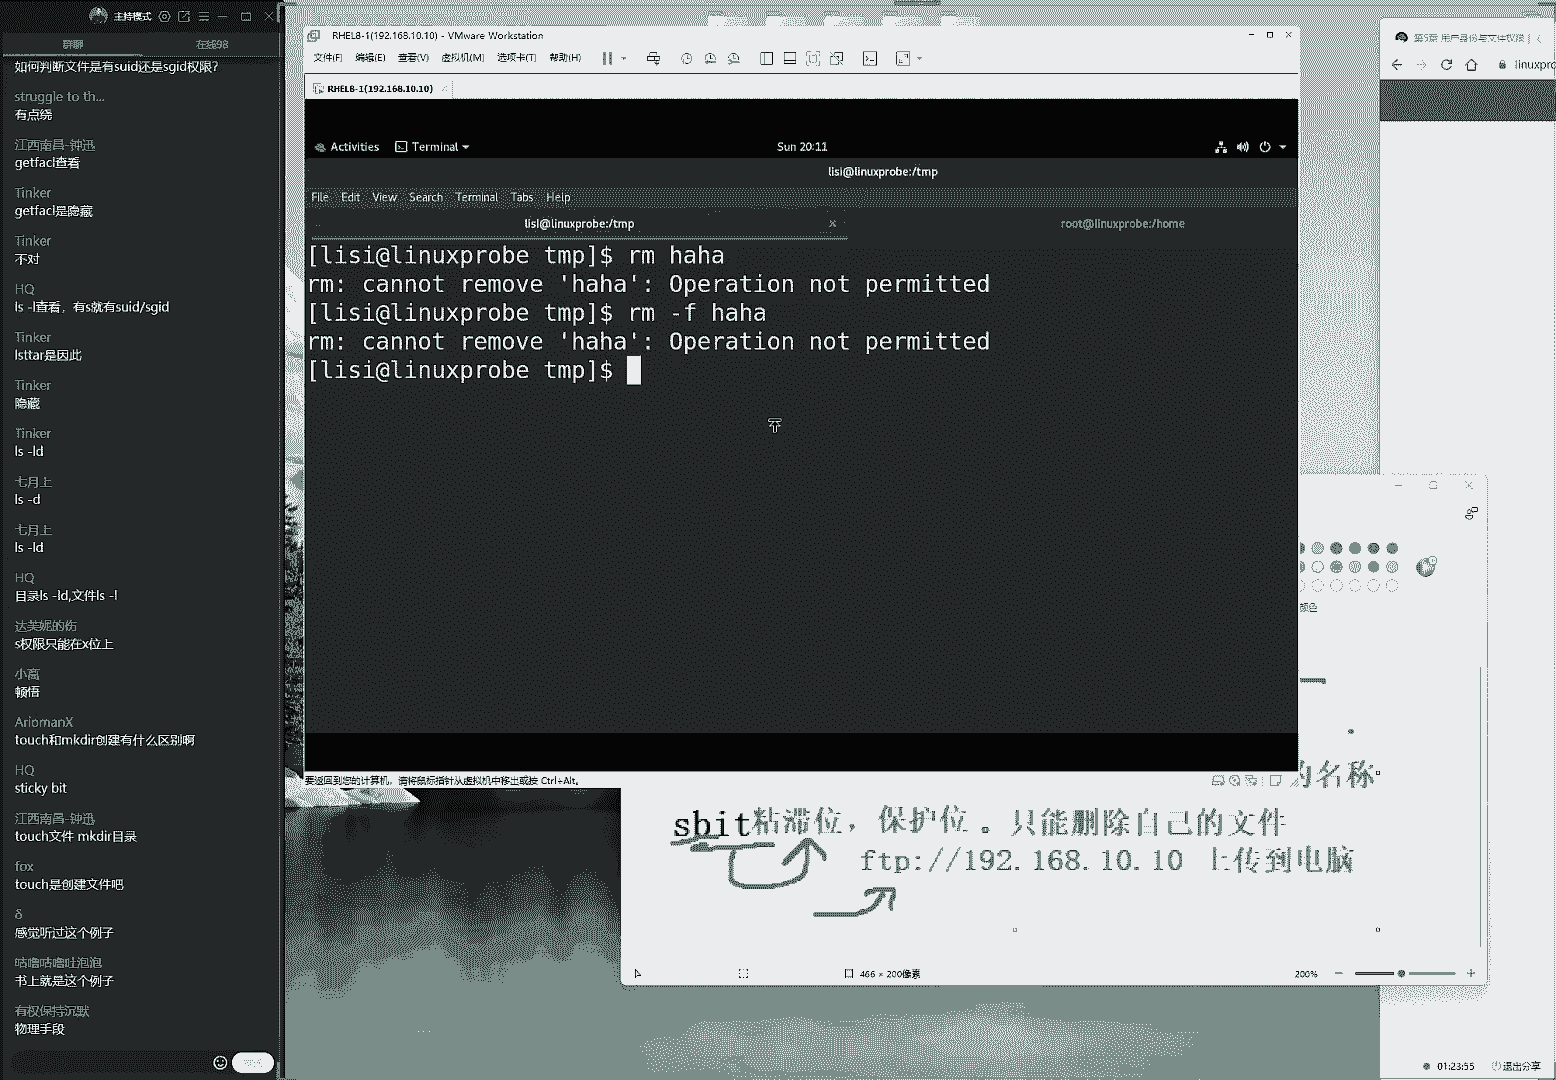 主持模式
群聊
在线98
如何判断文件是有suid还是sgid权限?
struggle to th...
有点绕
江西南昌-钟迅
getfacl查看
Tinker
getfacl是隐藏
Tinker
不对
HQ
ls -l查看，有s就有suid/sgid
Tinker
lsttar是因此
Tinker
隐藏
Tinker
ls -ld
七月上
ls -d
七月上
ls -ld
HQ
目录ls -ld,文件ls -l
达芙妮的伤
s权限只能在x位上
小窝
顿悟
AriomanX
touch和mkdir创建有什么区别啊
HQ
sticky bit
江西南昌-钟迅
touch文件 mkdir目录
fox
touch是创建文件吧
δ
感觉听过这个例子
咕噜咕噜吐泡泡
书上就是这个例子
有权保持沉默
物理手段
RHEL8-1(192.168.10.10) - VMware Workstation
文件(F) 编辑(E) 查看(V) 虚拟机(M) 选项卡(T) 帮助(H)
RHEL8-1(192.168.10.10)
Activities Terminal Sun 20:11
lisi@linuxprobe:/tmp
File Edit View Search Terminal Tabs Help
lisi@linuxprobe:/tmp root@linuxprobe:/home
[lisi@linuxprobe tmp]$ rm haha
rm: cannot remove 'haha': Operation not permitted
[lisi@linuxprobe tmp]$ rm -f haha
rm: cannot remove 'haha': Operation not permitted
[lisi@linuxprobe tmp]$
要返回到您的计算机，请将鼠标指针从虚拟机中移出或按 Ctrl+Alt。
第5章 用户身份与文件权限
linuxpro
颜色
的名称
sbit粘滞位，保护位。只能删除自己的文件
ftp://192.168.10.10 上传到电脑
466 × 200像素
200%
01:23:55 退出分享